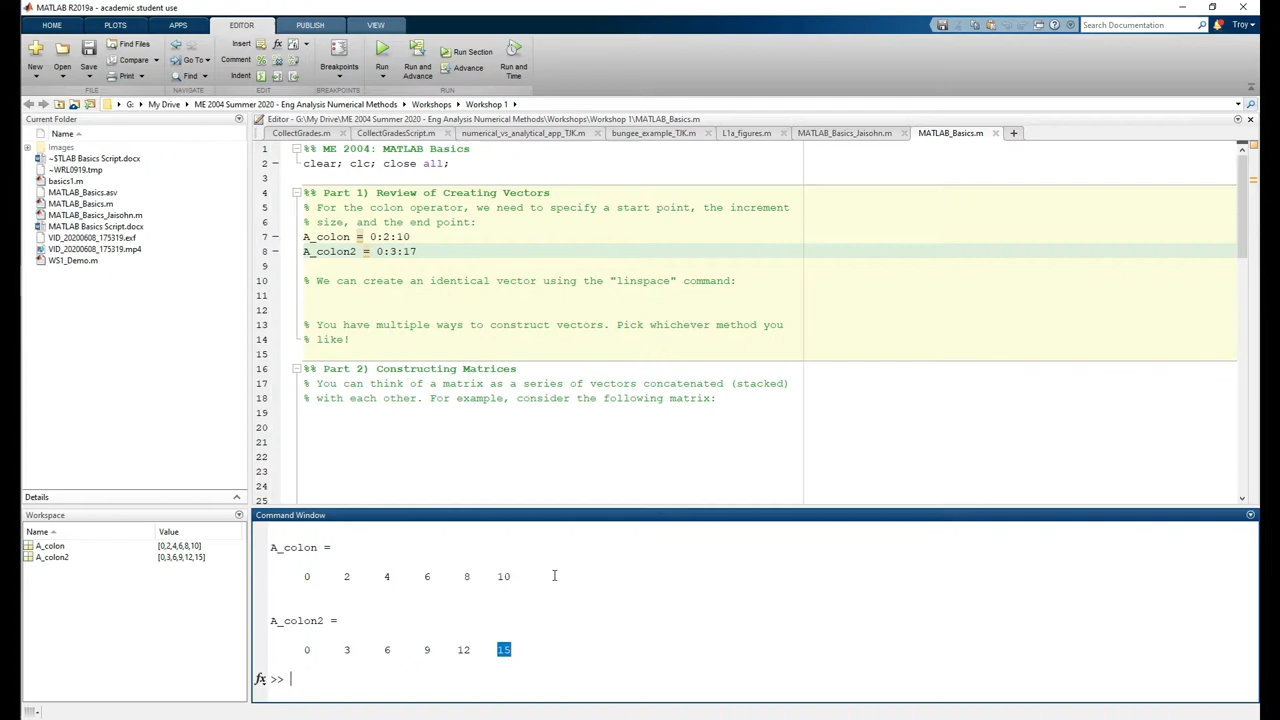 MATLAB R2019a - academic student use
HOME PLOTS APPS EDITOR PUBLISH VIEW Search Documentation Troy
Find Files Insert fx Run Section
Compare Go To Comment Advance
New Open Save Print Find Indent Breakpoints Run Run and Advance Run and Time
FILE NAVIGATE EDIT BREAKPOINTS RUN
G: My Drive ME 2004 Summer 2020 - Eng Analysis Numerical Methods Workshops Workshop 1
Current Folder
Name
Images
~$TLAB Basics Script.docx
~WRL0919.tmp
basics1.m
MATLAB_Basics.asv
MATLAB_Basics.m
MATLAB_Basics_Jaisohn.m
MATLAB Basics Script.docx
VID_20200608_175319.exf
VID_20200608_175319.mp4
WS1_Demo.m
Details
Workspace
Name Value
A_colon [0,2,4,6,8,10]
A_colon2 [0,3,6,9,12,15]
Editor - G:\My Drive\ME 2004 Summer 2020 - Eng Analysis Numerical Methods\Workshops\Workshop 1\MATLAB_Basics.m
CollectGrades.m CollectGradesScript.m numerical_vs_analytical_app_TJK.m bungee_example_TJK.m L1a_figures.m MATLAB_Basics_Jaisohn.m MATLAB_Basics.m
1 %% ME 2004: MATLAB Basics
2 clear; clc; close all;
3
4 %% Part 1) Review of Creating Vectors
5 % For the colon operator, we need to specify a start point, the increment
6 % size, and the end point:
7 A_colon = 0:2:10
8 A_colon2 = 0:3:17
9
10 % We can create an identical vector using the "linspace" command:
11
12
13 % You have multiple ways to construct vectors. Pick whichever method you
14 % like!
15
16 %% Part 2) Constructing Matrices
17 % You can think of a matrix as a series of vectors concatenated (stacked)
18 % with each other. For example, consider the following matrix:
19
20
21
22
23
24
25
Command Window
A_colon =
0 2 4 6 8 10
A_colon2 =
0 3 6 9 12 15
fx >>